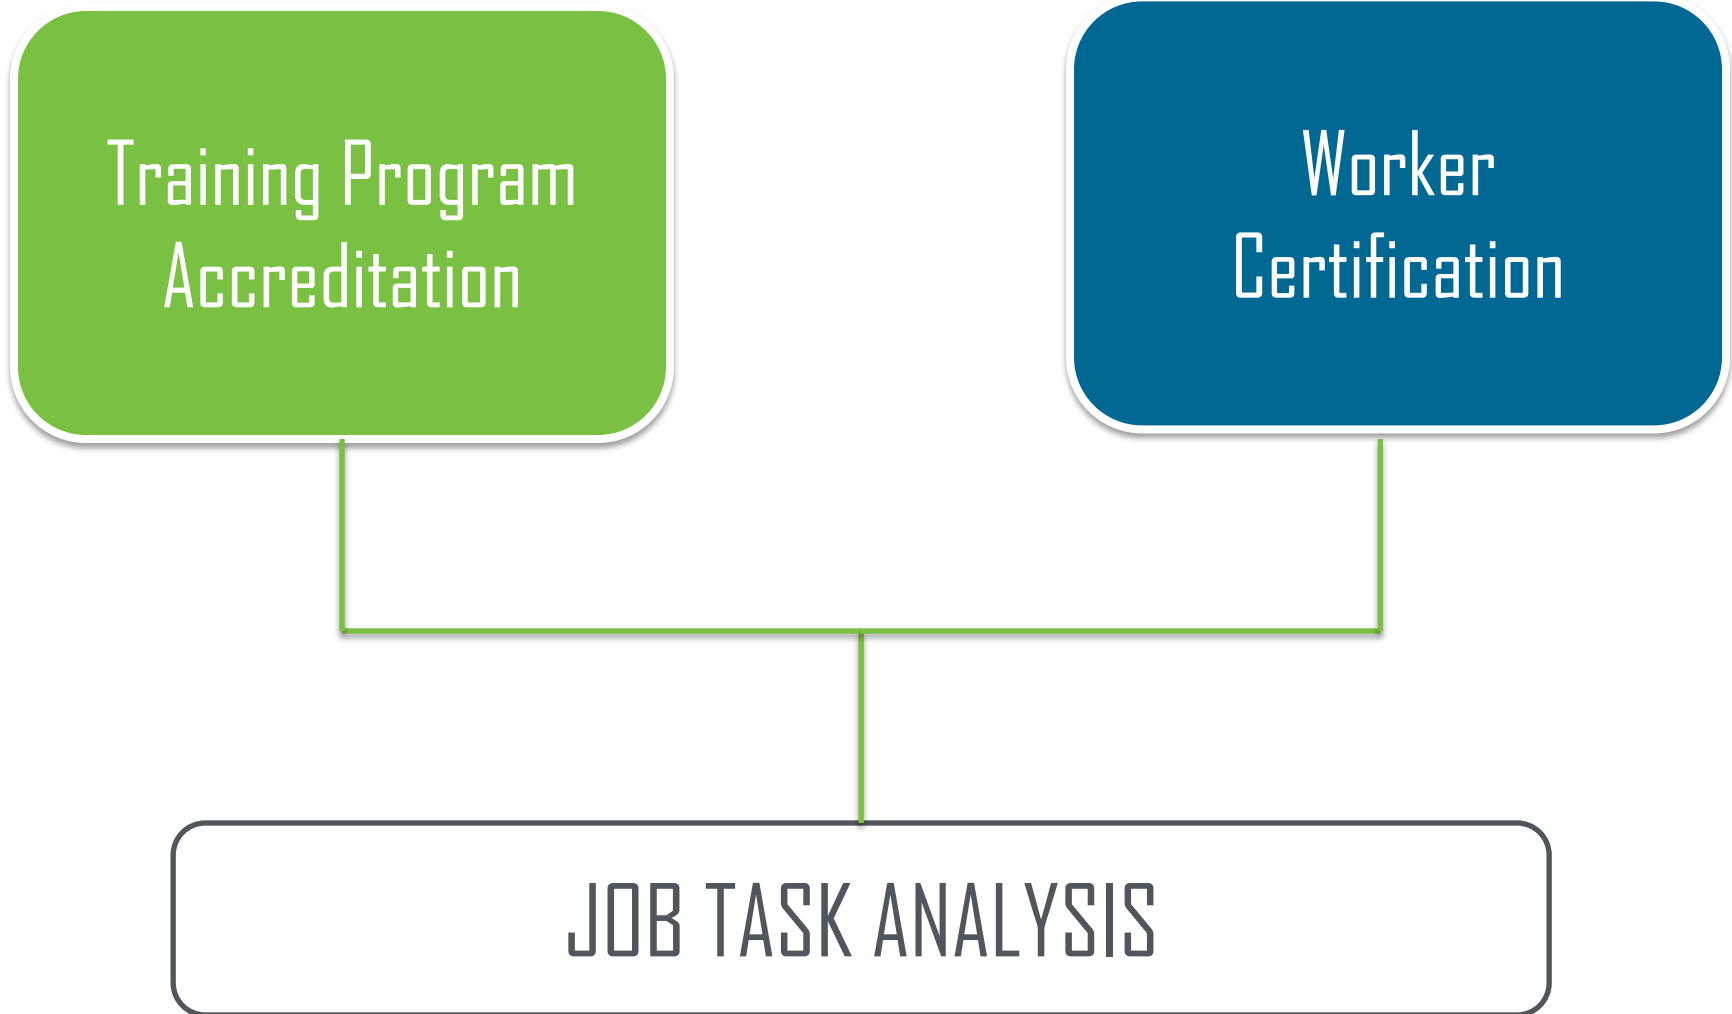 Training Program
Accreditation
Worker
Certification
JOB TASK ANALYSIS